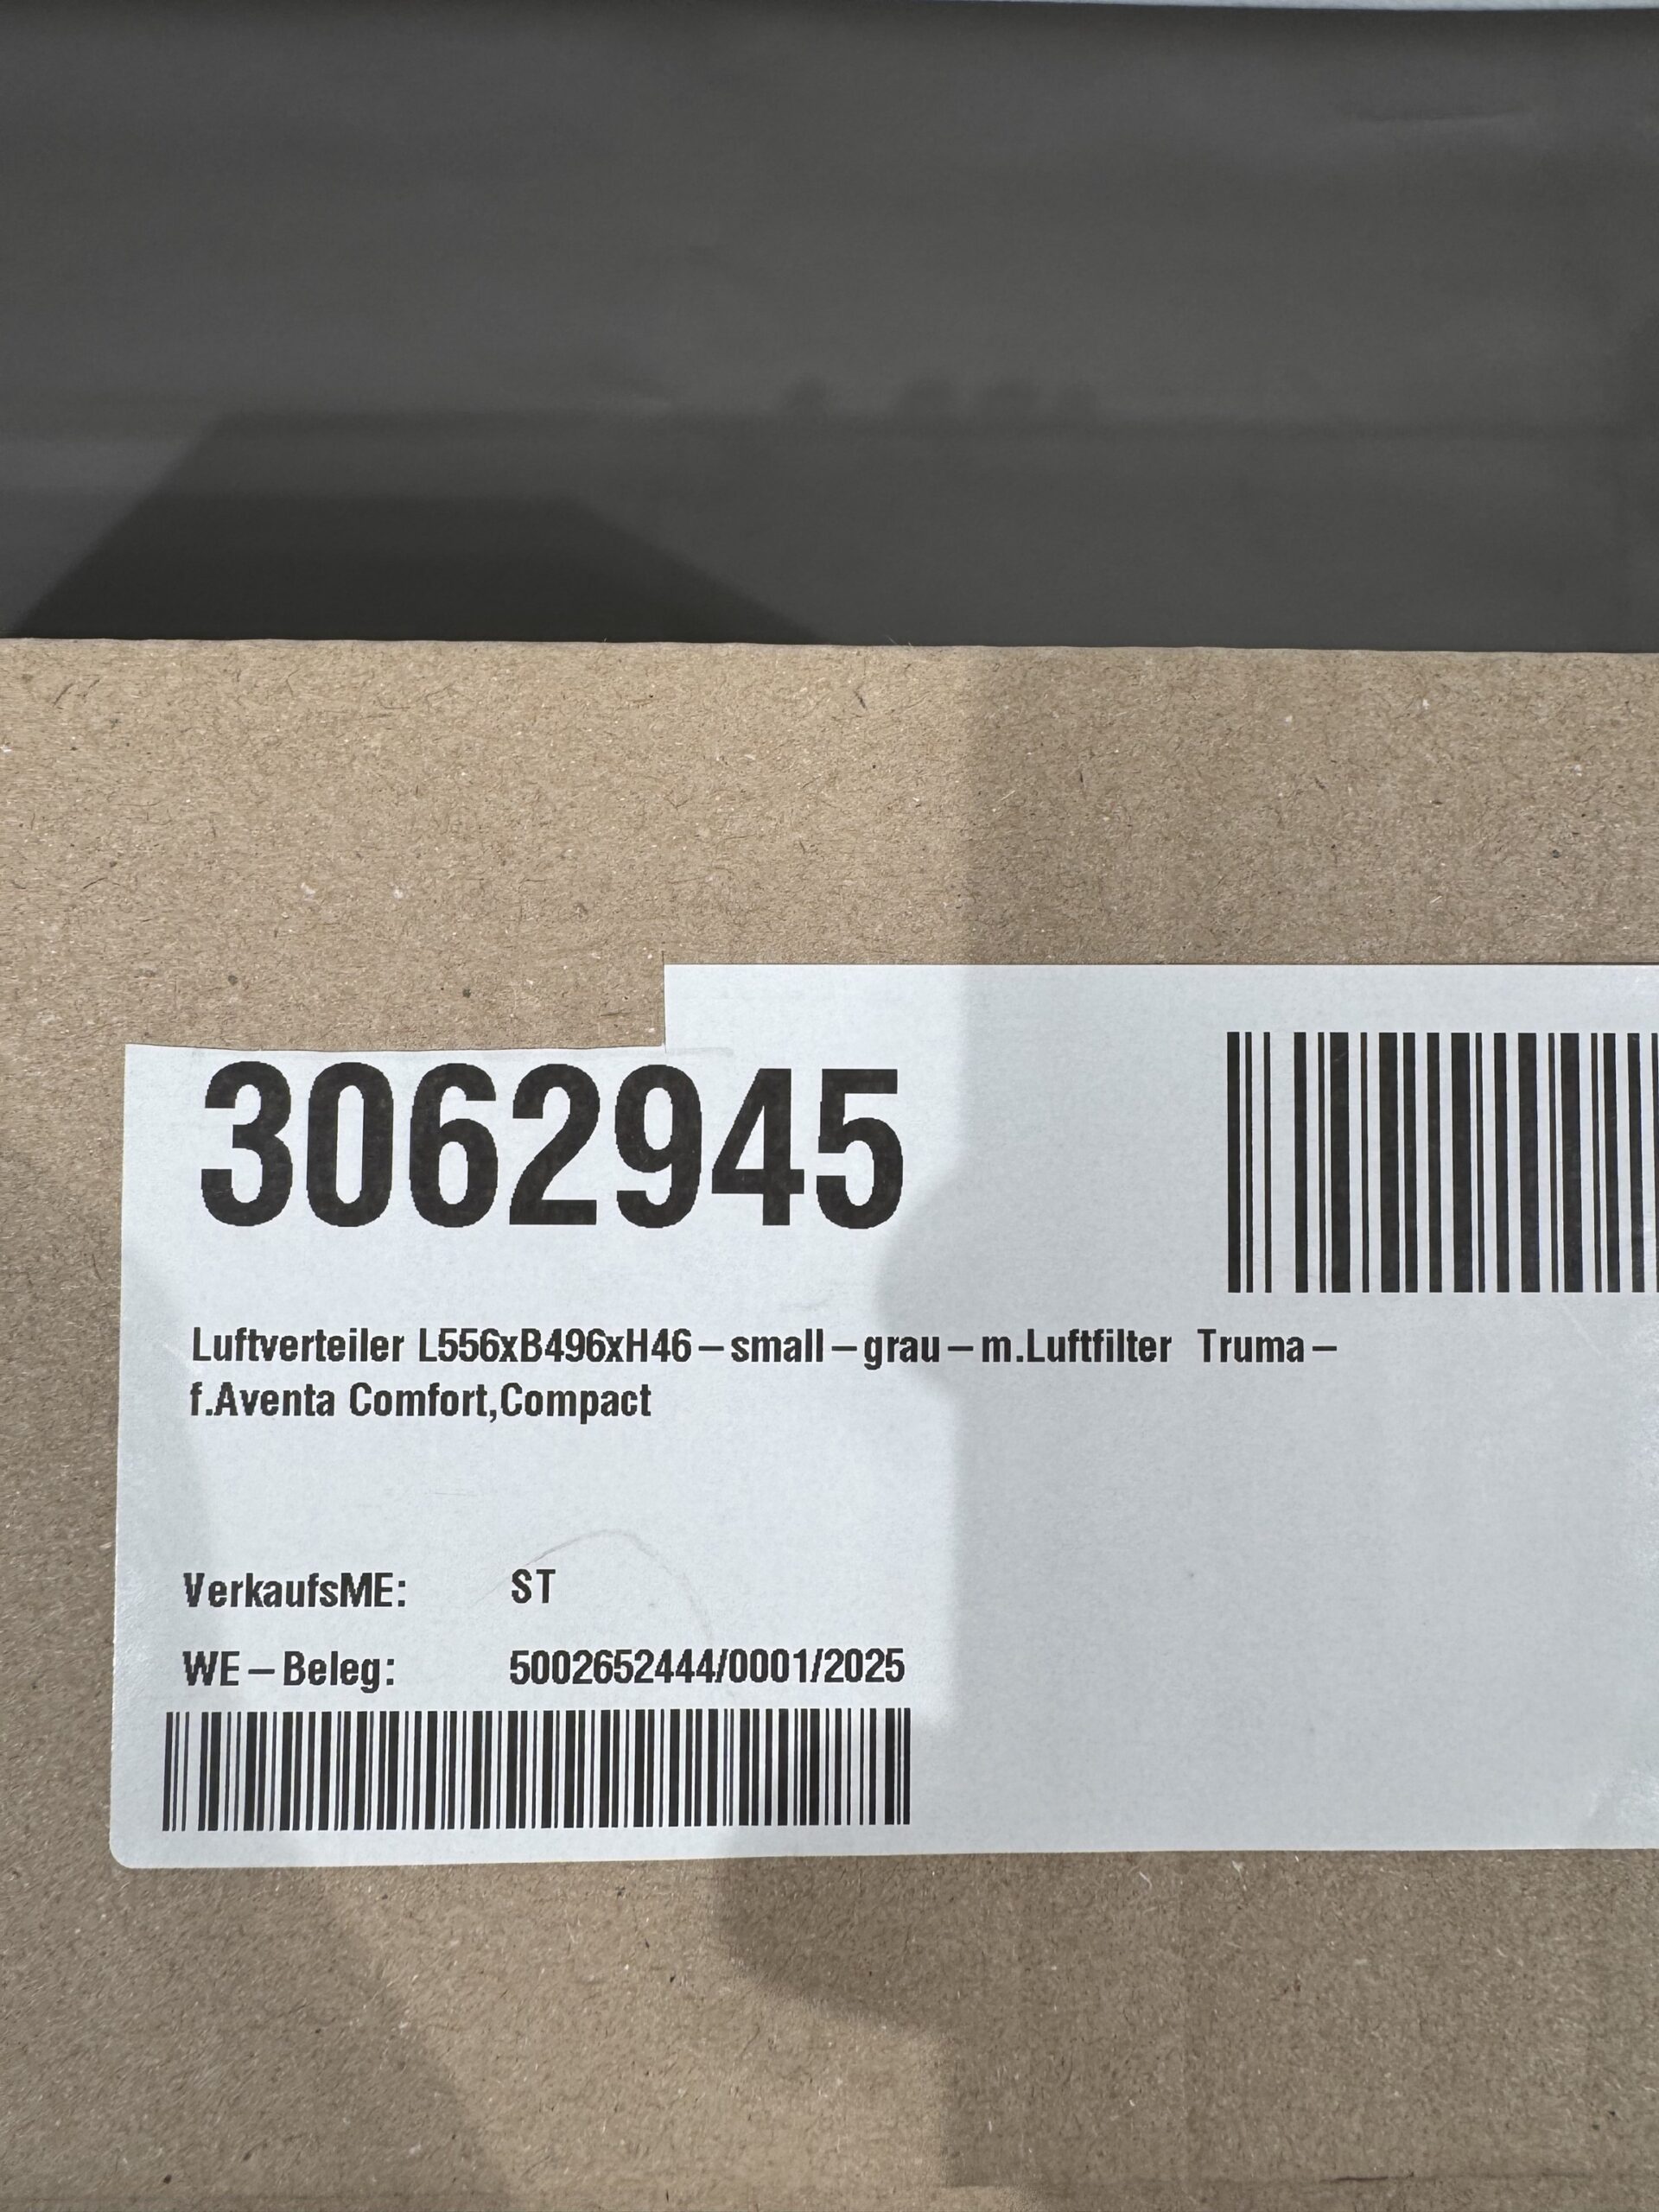 3062945
Luftverteiler L556xB496xH46-small-grau-m.Luftfilter Truma-
f.Aventa Comfort,Compact
VerkaufsME: ST
WE-Beleg: 5002652444/0001/2025